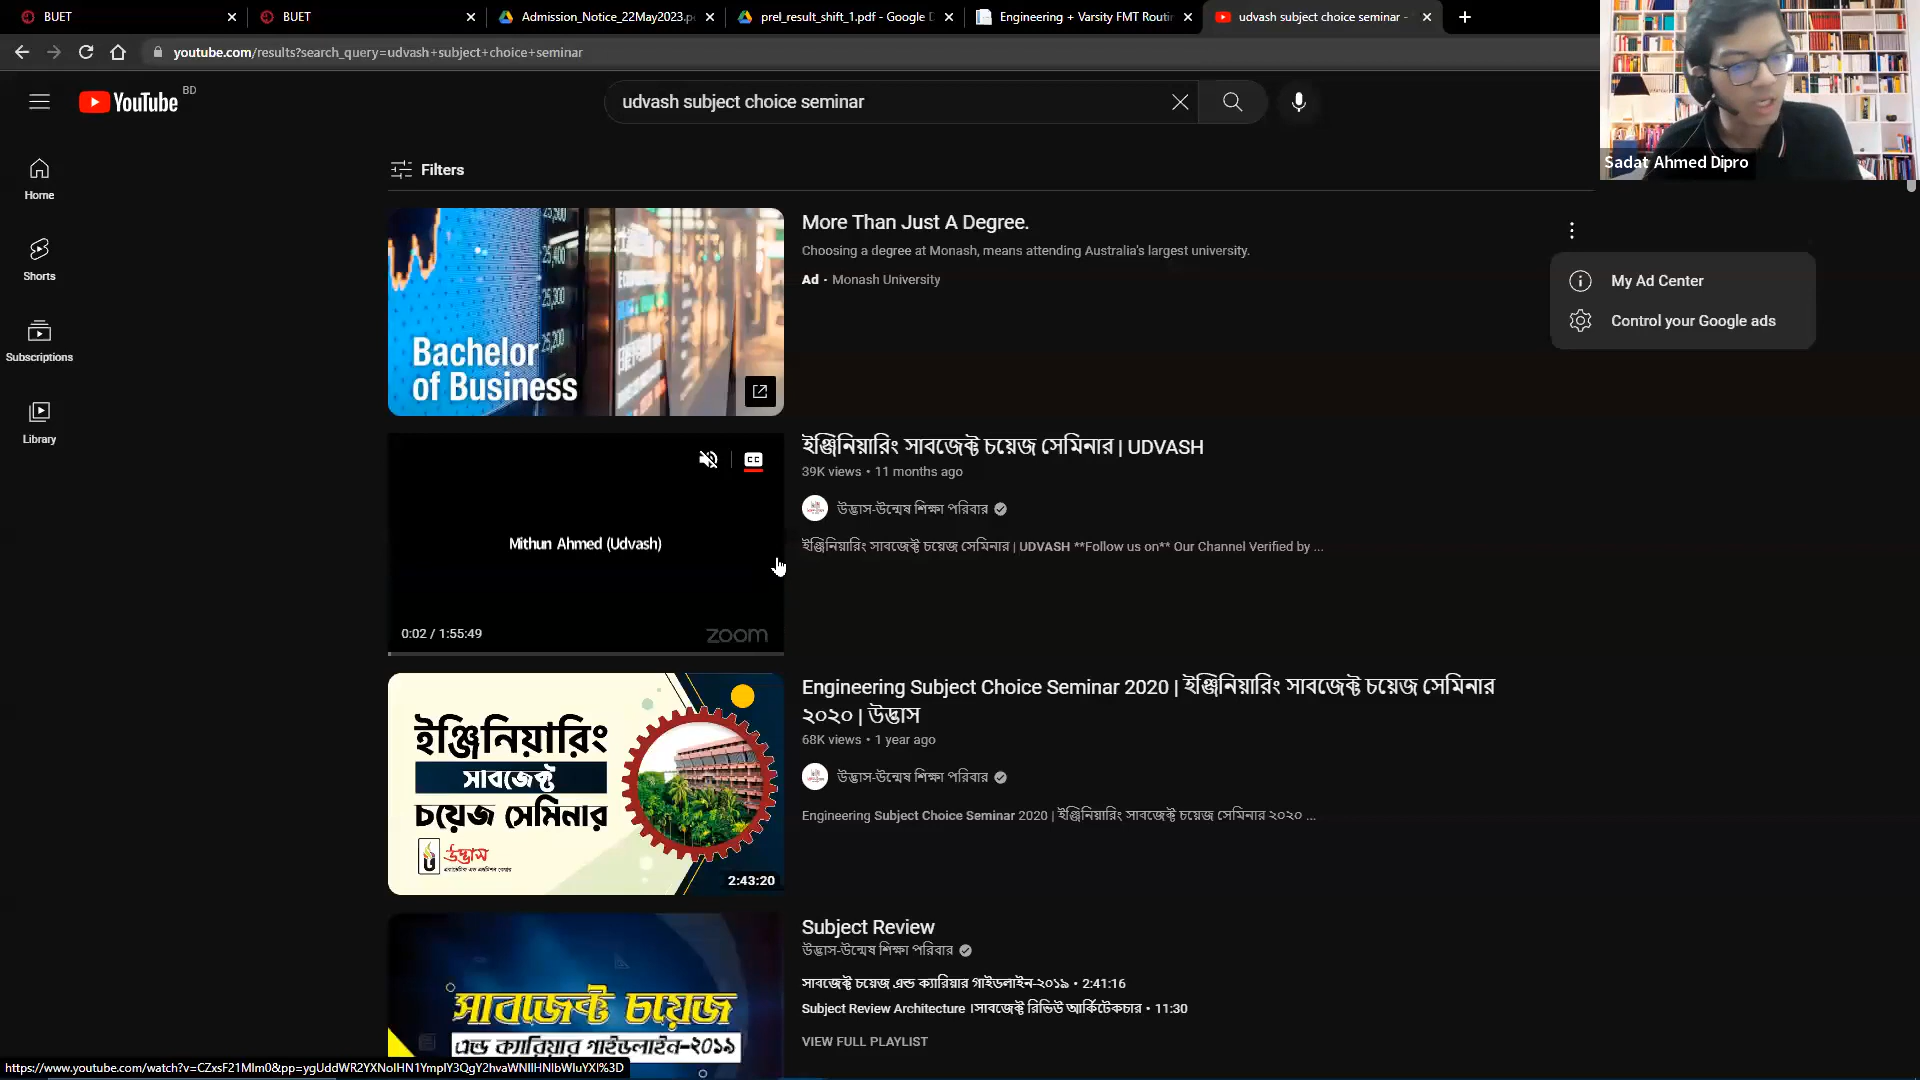 BUET
BUET
Admission_Notice_22May2023.p
prel_result_shift_1.pdf - Google D
Engineering + Varsity FMT Routi
udvash subject choice seminar -
youtube.com/results?search_query=udvash+subject+choice+seminar
YouTube BD
udvash subject choice seminar
Sadat Ahmed Dipro
Home
Shorts
Subscriptions
Library
Filters
Bachelor
of Business
More Than Just A Degree.
Choosing a degree at Monash, means attending Australia's largest university.
Ad • Monash University
My Ad Center
Control your Google ads
CC
Mithun Ahmed (Udvash)
0:02 / 1:55:49
zoom
ইঞ্জিনিয়ারিং সাবজেক্ট চয়েজ সেমিনার | UDVASH
39K views • 11 months ago
উদ্ভাস-উন্মেষ শিক্ষা পরিবার
ইঞ্জিনিয়ারিং সাবজেক্ট চয়েজ সেমিনার | UDVASH **Follow us on** Our Channel Verified by ...
ইঞ্জিনিয়ারিং
সাবজেক্ট
চয়েজ সেমিনার
উদ্ভাস
2:43:20
Engineering Subject Choice Seminar 2020 | ইঞ্জিনিয়ারিং সাবজেক্ট চয়েজ সেমিনার
২০২০ | উদ্ভাস
68K views • 1 year ago
উদ্ভাস-উন্মেষ শিক্ষা পরিবার
Engineering Subject Choice Seminar 2020 | ইঞ্জিনিয়ারিং সাবজেক্ট চয়েজ সেমিনার ২০২০ ...
সাবজেক্ট চয়েজ
এন্ড ক্যারিয়ার গাইডলাইন-২০১৯
Subject Review
উদ্ভাস-উন্মেষ শিক্ষা পরিবার
সাবজেক্ট চয়েজ এন্ড ক্যারিয়ার গাইডলাইন-২০১৯ • 2:41:16
Subject Review Architecture ।সাবজেক্ট রিভিউ আর্কিটেকচার • 11:30
VIEW FULL PLAYLIST